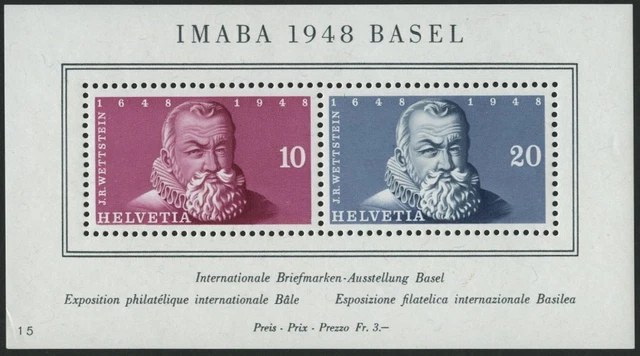 IMABA 1948 BASEL
1648 1948
J.R. WETTSTEIN
10
HELVETIA
1648 1948
J.R. WETTSTEIN
20
HELVETIA
Internationale Briefmarken-Ausstellung Basel
Exposition philatélique internationale Bâle Esposizione filatelica internazionale Basilea
Preis - Prix - Prezzo Fr. 3.—
15